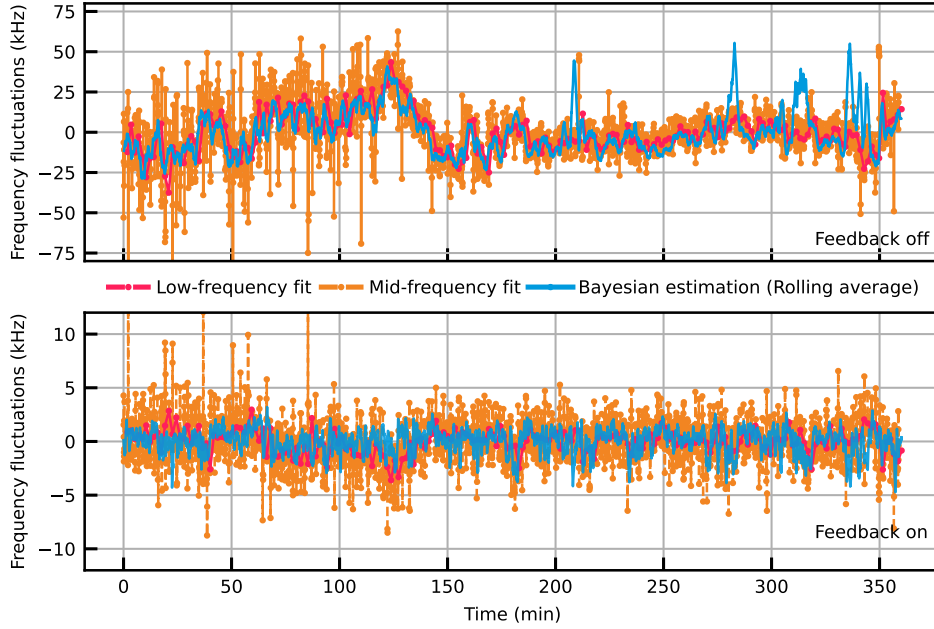 Frequency fluctuations (kHz)
75
50
25
0
−25
−50
−75
Feedback off
Low-frequency fit
Mid-frequency fit
Bayesian estimation (Rolling average)
Frequency fluctuations (kHz)
10
5
0
−5
−10
Feedback on
0 50 100 150 200 250 300 350
Time (min)